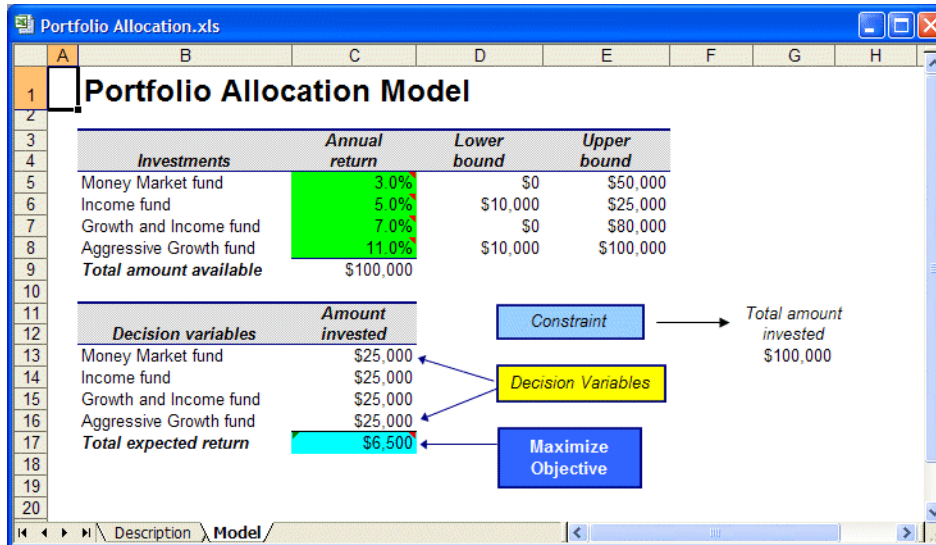 Portfolio Allocation.xls
A B C D E F G H
1 Portfolio Allocation Model
2
3 Annual Lower Upper
4 Investments return bound bound
5 Money Market fund 3.0% $0 $50,000
6 Income fund 5.0% $10,000 $25,000
7 Growth and Income fund 7.0% $0 $80,000
8 Aggressive Growth fund 11.0% $10,000 $100,000
9 Total amount available $100,000
10
11 Amount Constraint Total amount
12 Decision variables invested invested
13 Money Market fund $25,000 $100,000
14 Income fund $25,000 Decision Variables
15 Growth and Income fund $25,000
16 Aggressive Growth fund $25,000
17 Total expected return $6,500 Maximize
18 Objective
19
20
Description Model